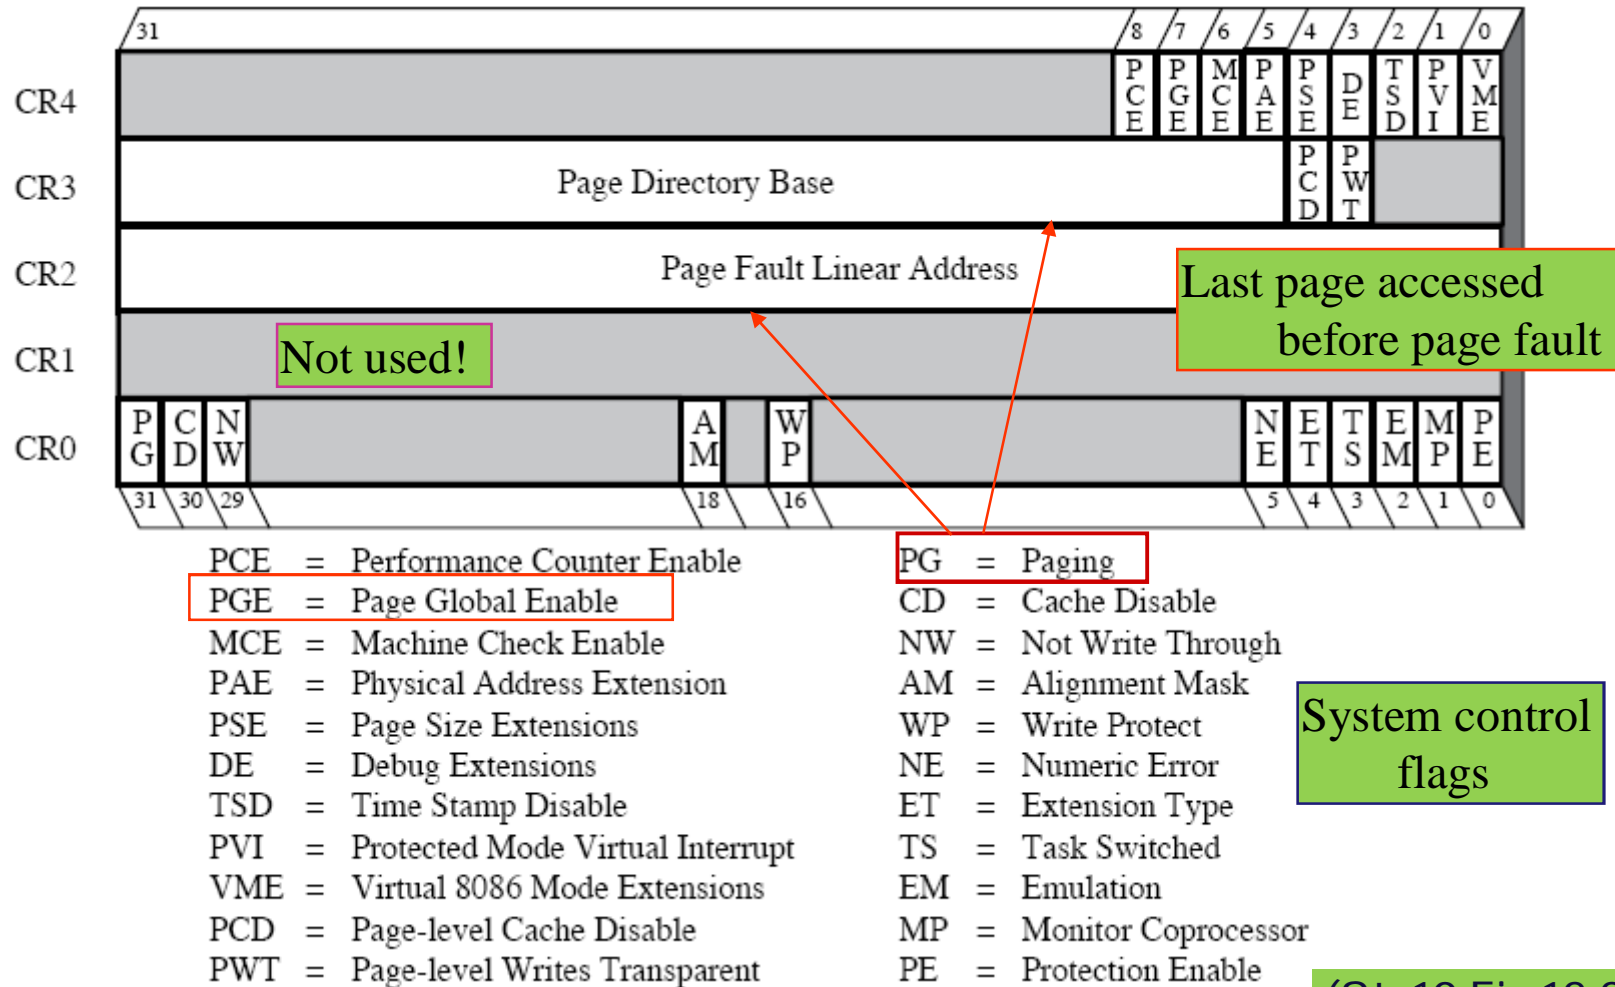 31 8 7 6 5 4 3 2 1 0
CR4 PCE PGE MCE PAE PSE DE TSD PVI VME
CR3 Page Directory Base PCD PWT
CR2 Page Fault Linear Address
Last page accessed
before page fault
CR1 Not used!
CR0 PG CD NW AM WP NE ET TS EM MP PE
31 30 29 18 16 5 4 3 2 1 0
PCE = Performance Counter Enable
PGE = Page Global Enable
MCE = Machine Check Enable
PAE = Physical Address Extension
PSE = Page Size Extensions
DE = Debug Extensions
TSD = Time Stamp Disable
PVI = Protected Mode Virtual Interrupt
VME = Virtual 8086 Mode Extensions
PCD = Page-level Cache Disable
PWT = Page-level Writes Transparent
PG = Paging
CD = Cache Disable
NW = Not Write Through
AM = Alignment Mask
WP = Write Protect
NE = Numeric Error
ET = Extension Type
TS = Task Switched
EM = Emulation
MP = Monitor Coprocessor
PE = Protection Enable
System control
flags